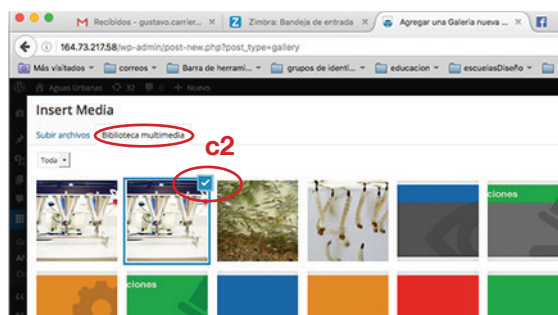 Recibidos - gustavo.carrier... × Zimbra: Bandeja de entrada × Agregar una Galería nueva ... ×
164.73.217.58/wp-admin/post-new.php?post_type=gallery
Más visitados correos Barra de herrami... grupos de identi... educacion escuelasDiseño
Aguas Urbanas 32 0 + Nuevo
Insert Media
Subir archivos Biblioteca multimedia
c2
Toda
ciones
ciones